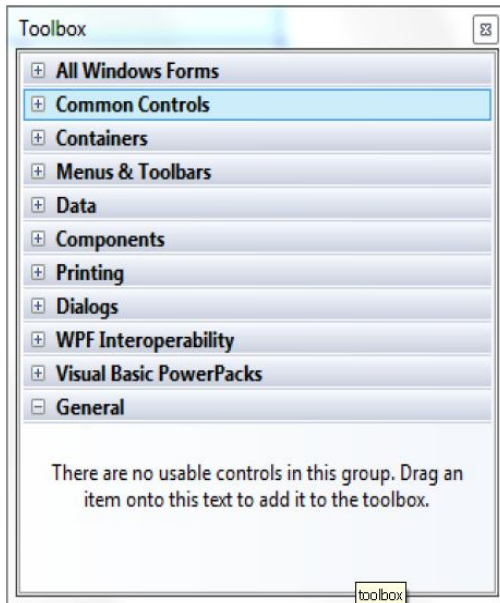 Toolbox
All Windows Forms
Common Controls
Containers
Menus & Toolbars
Data
Components
Printing
Dialogs
WPF Interoperability
Visual Basic PowerPacks
General
There are no usable controls in this group. Drag an
item onto this text to add it to the toolbox.
toolbox